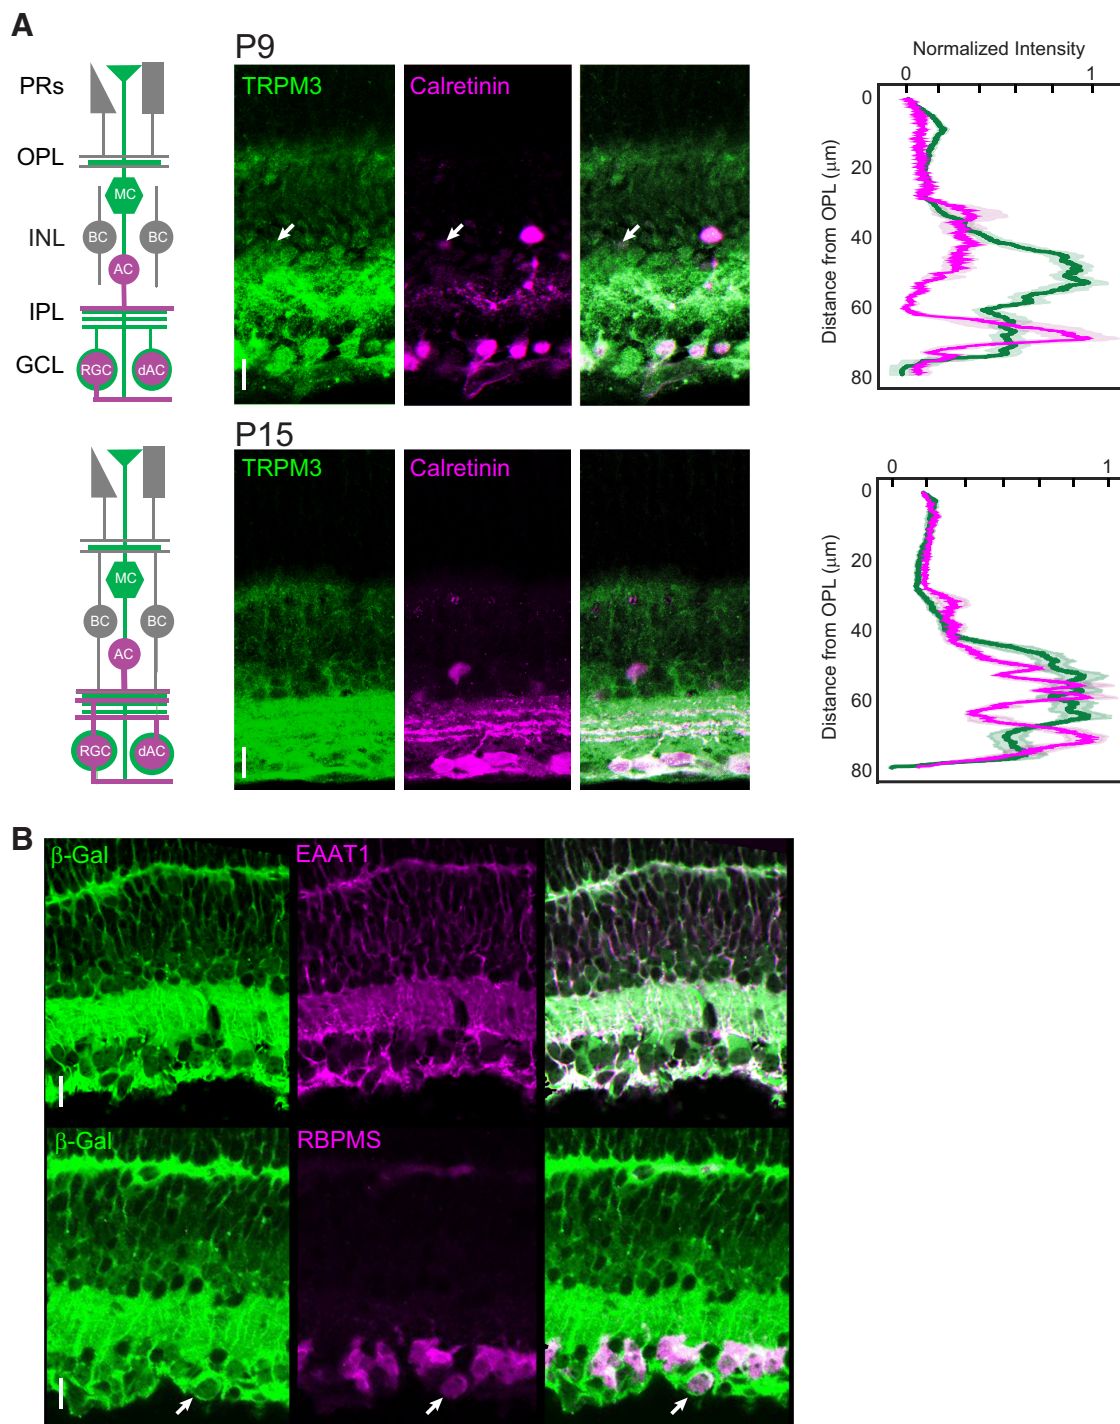 A
P9
PRs
OPL
INL
IPL
GCL
MC
BC
BC
AC
RGC
dAC
TRPM3
Calretinin
Normalized Intensity
0 1
Distance from OPL (μm)
0
20
40
60
80
P15
MC
BC
BC
AC
RGC
dAC
TRPM3
Calretinin
0 1
Distance from OPL (μm)
0
20
40
60
80
B
β-Gal
EAAT1
β-Gal
RBPMS